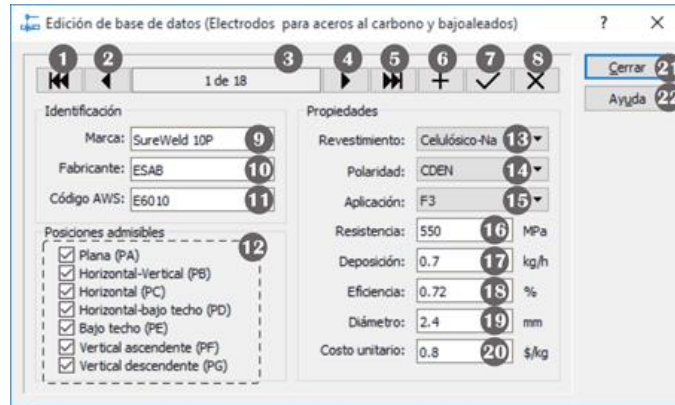 Edición de base de datos (Electrodos para aceros al carbono y bajoaleados) ? ×
1 2 3 4 5 6 7 8
1 de 18
Cerrar 21
Ayuda 22
Identificación
Marca: SureWeld 10P 9
Fabricante: ESAB 10
Código AWS: E6010 11
Posiciones admisibles 12
Plana (PA)
Horizontal-Vertical (PB)
Horizontal (PC)
Horizontal-bajo techo (PD)
Bajo techo (PE)
Vertical ascendente (PF)
Vertical descendente (PG)
Propiedades
Revestimiento: Celulósico-Na 13
Polaridad: CDEN 14
Aplicación: F3 15
Resistencia: 550 16 MPa
Deposición: 0.7 17 kg/h
Eficiencia: 0.72 18 %
Diámetro: 2.4 19 mm
Costo unitario: 0.8 20 $/kg